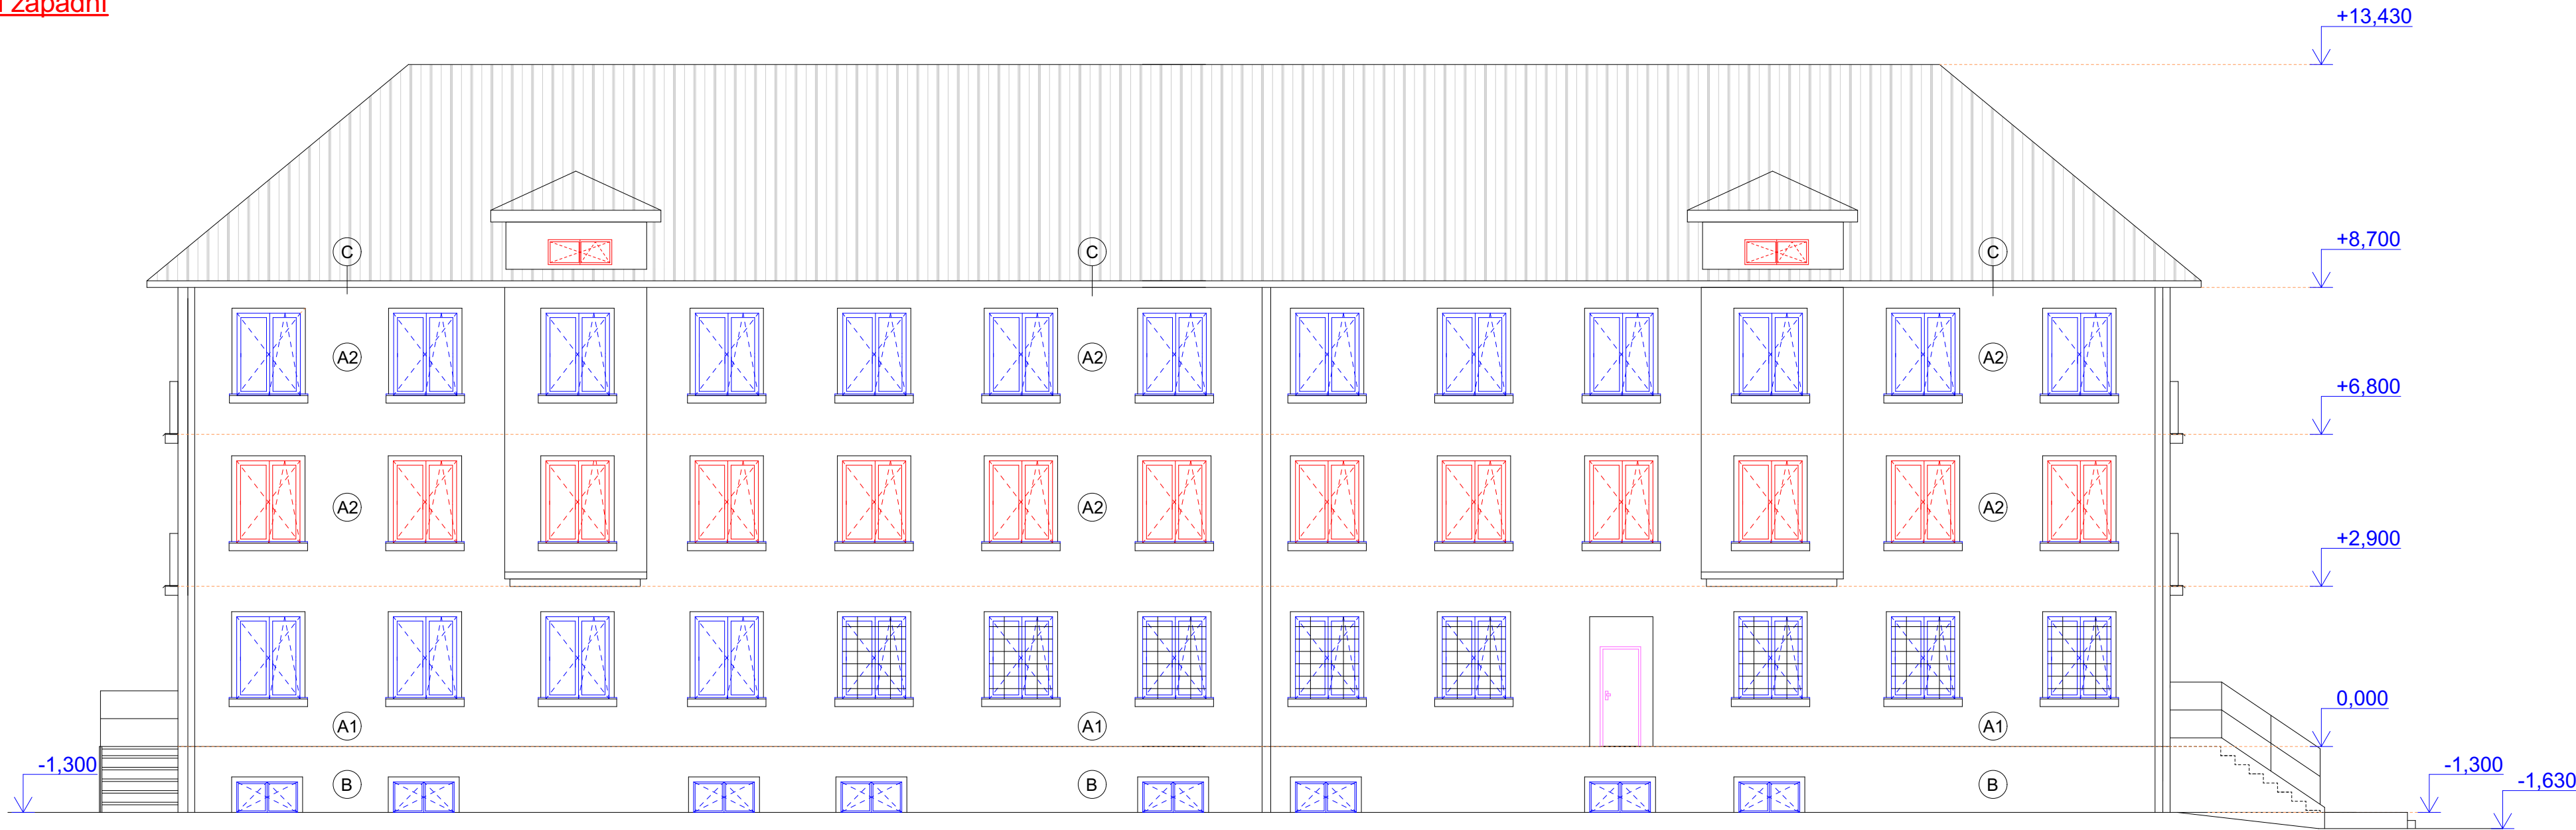 západní
+13,430
+8,700
C
C
C
A2
A2
A2
+6,800
A2
A2
A2
+2,900
0,000
A1
A1
A1
-1,300
-1,300
-1,630
B
B
B